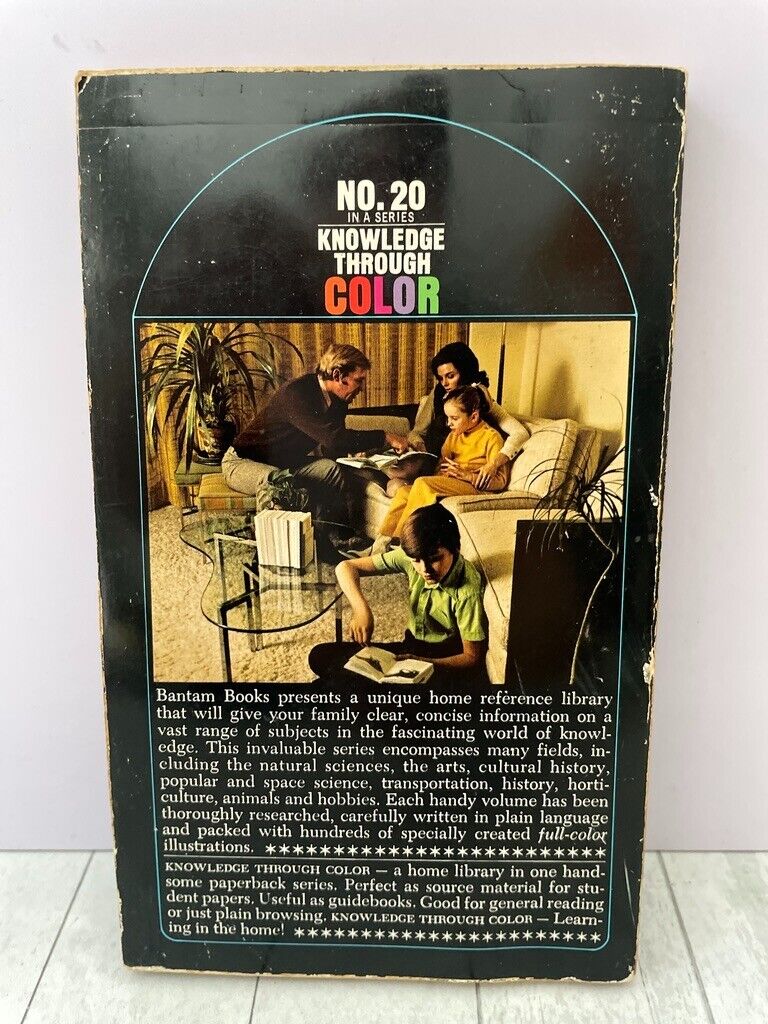 NO. 20
IN A SERIES
KNOWLEDGE
THROUGH
COLOR
Bantam Books presents a unique home reference library
that will give your family clear, concise information on a
vast range of subjects in the fascinating world of knowl-
edge. This invaluable series encompasses many fields, in-
cluding the natural sciences, the arts, cultural history,
popular and space science, transportation, history, horti-
culture, animals and hobbies. Each handy volume has been
thoroughly researched, carefully written in plain language
and packed with hundreds of specially created full-color
illustrations. ************************
KNOWLEDGE THROUGH COLOR — a home library in one hand-
some paperback series. Perfect as source material for stu-
dent papers. Useful as guidebooks. Good for general reading
or just plain browsing. KNOWLEDGE THROUGH COLOR — Learn-
ing in the home! **********************